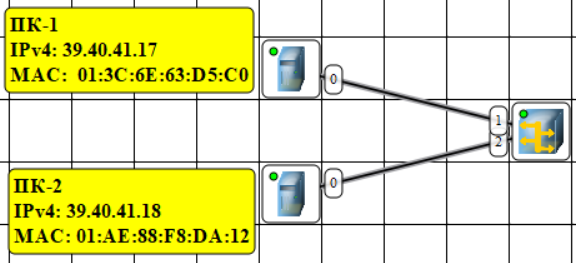 ПК-1
IPv4: 39.40.41.17
MAC: 01:3C:6E:63:D5:C0
0
1
2
0
ПК-2
IPv4: 39.40.41.18
MAC: 01:AE:88:F8:DA:12